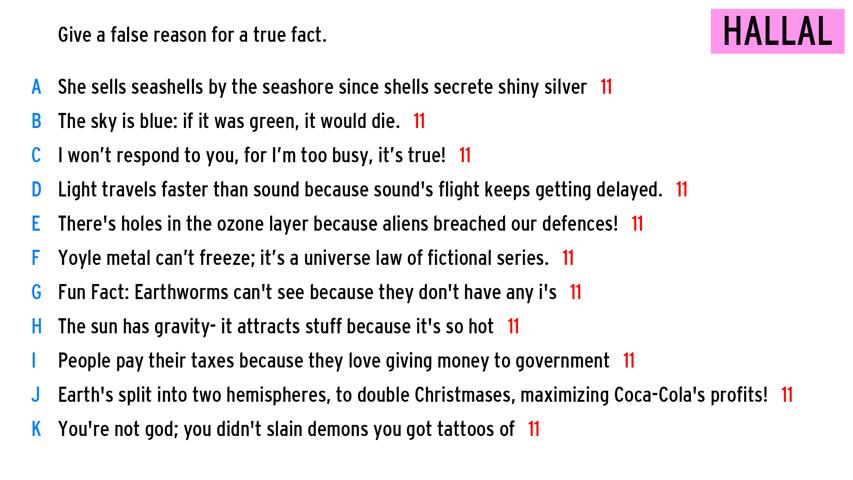 Give a false reason for a true fact.
HALLAL
A She sells seashells by the seashore since shells secrete shiny silver 11
B The sky is blue: if it was green, it would die. 11
C I won’t respond to you, for I’m too busy, it’s true! 11
D Light travels faster than sound because sound's flight keeps getting delayed. 11
E There's holes in the ozone layer because aliens breached our defences! 11
F Yoyle metal can’t freeze; it’s a universe law of fictional series. 11
G Fun Fact: Earthworms can't see because they don't have any i's 11
H The sun has gravity- it attracts stuff because it's so hot 11
I People pay their taxes because they love giving money to government 11
J Earth's split into two hemispheres, to double Christmases, maximizing Coca-Cola's profits! 11
K You're not god; you didn't slain demons you got tattoos of 11